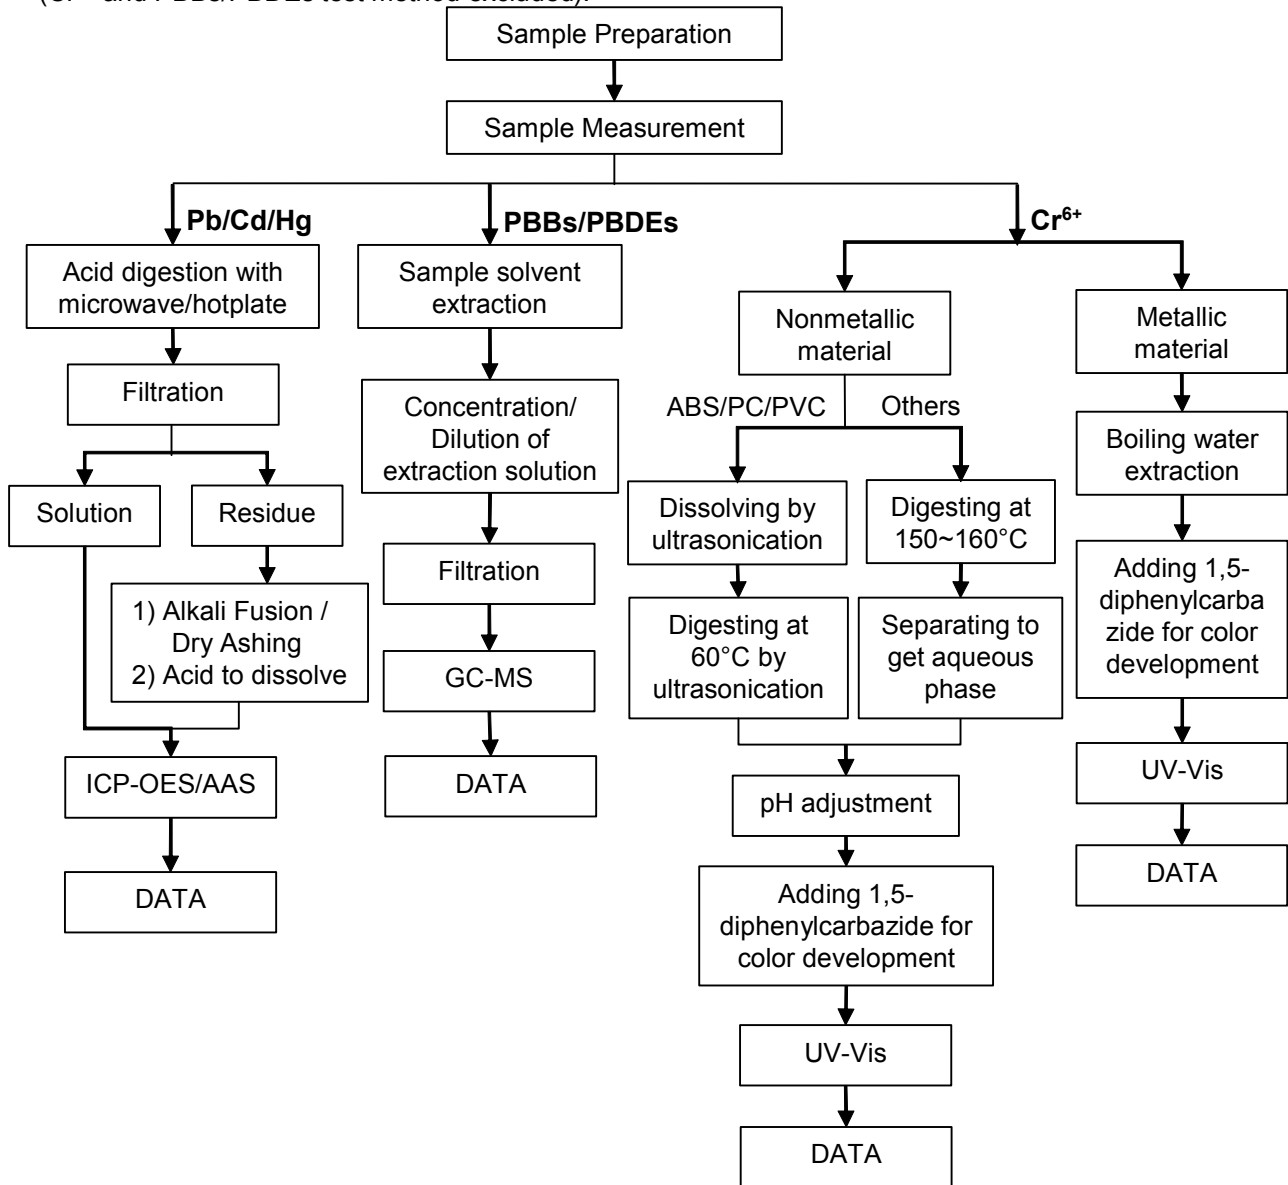 Sample Preparation
Sample Measurement
Pb/Cd/Hg
PBBs/PBDEs
Cr⁶⁺
Acid digestion with
microwave/hotplate
Filtration
Solution
Residue
1) Alkali Fusion /
Dry Ashing
2) Acid to dissolve
ICP-OES/AAS
DATA
Sample solvent
extraction
Concentration/
Dilution of
extraction solution
Filtration
GC-MS
DATA
Nonmetallic
material
ABS/PC/PVC
Others
Dissolving by
ultrasonication
Digesting at
60°C by
ultrasonication
Digesting at
150~160°C
Separating to
get aqueous
phase
pH adjustment
Adding 1,5-
diphenylcarbazide for
color development
UV-Vis
DATA
Metallic
material
Boiling water
extraction
Adding 1,5-
diphenylcarba
zide for color
development
UV-Vis
DATA